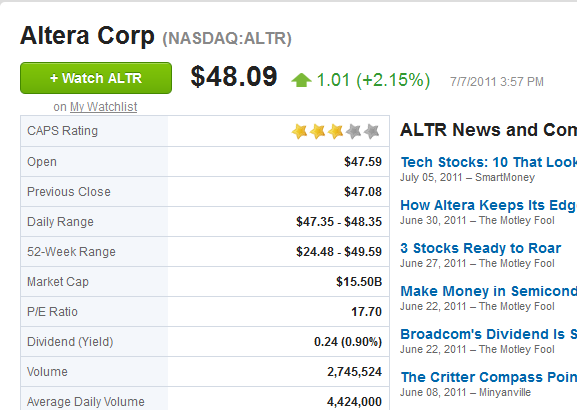 Altera Corp (NASDAQ:ALTR)
+ Watch ALTR
$48.09 1.01 (+2.15%) 7/7/2011 3:57 PM
on My Watchlist
CAPS Rating
Open $47.59
Previous Close $47.08
Daily Range $47.35 - $48.35
52-Week Range $24.48 - $49.59
Market Cap $15.50B
P/E Ratio 17.70
Dividend (Yield) 0.24 (0.90%)
Volume 2,745,524
Average Daily Volume 4,424,000
ALTR News and Com
Tech Stocks: 10 That Look
July 05, 2011 – SmartMoney
How Altera Keeps Its Edge
June 30, 2011 – The Motley Fool
3 Stocks Ready to Roar
June 27, 2011 – The Motley Fool
Make Money in Semicond
June 22, 2011 – The Motley Fool
Broadcom's Dividend Is S
June 22, 2011 – The Motley Fool
The Critter Compass Poin
June 08, 2011 – Minyanville